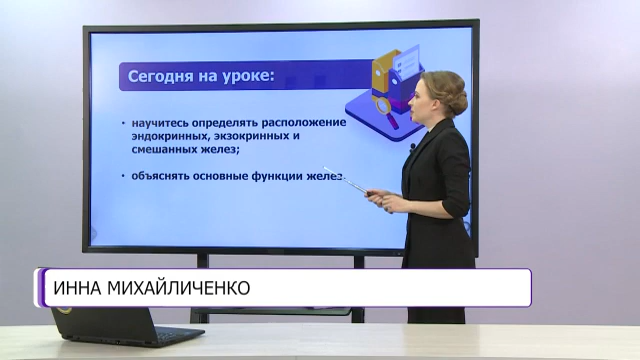 Сегодня на уроке:
• научитесь определять расположение
эндокринных, экзокринных и
смешанных желез;
• объяснять основные функции желез.
ИННА МИХАЙЛИЧЕНКО